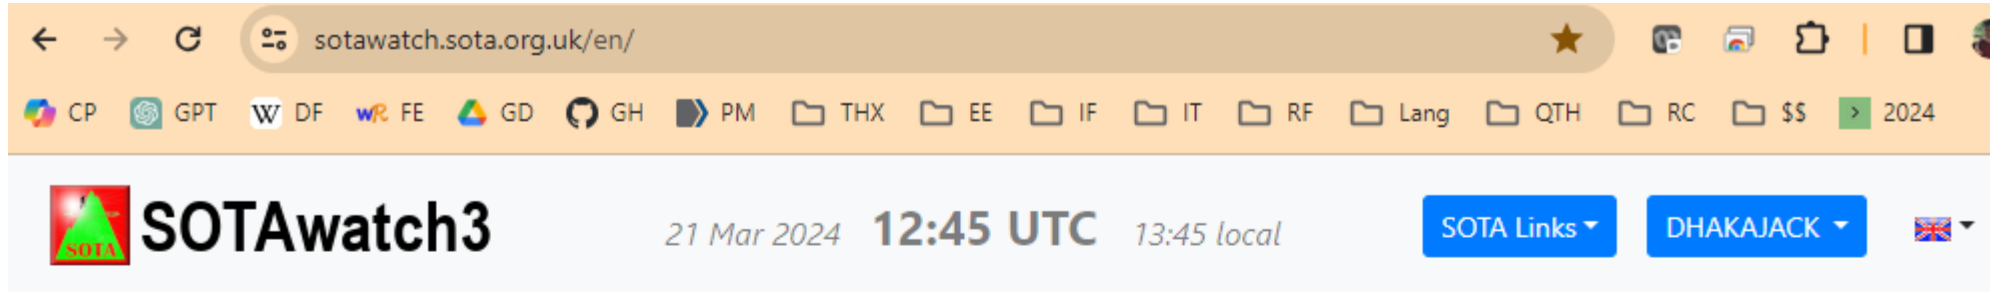 sotawatch.sota.org.uk/en/
CP GPT W DF wR FE GD GH PM THX EE IF IT RF Lang QTH RC $$ > 2024
SOTA SOTAwatch3 21 Mar 2024 12:45 UTC 13:45 local SOTA Links DHAKAJACK